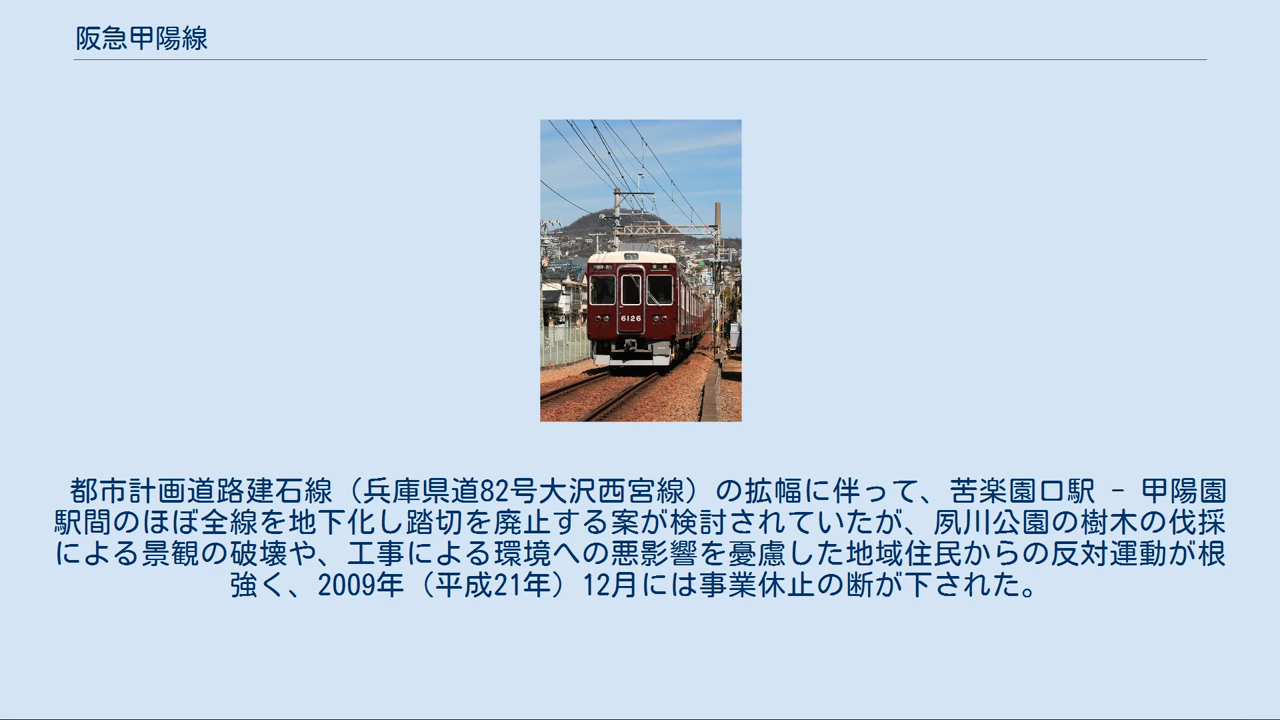 阪急甲陽線
6126
都市計画道路建石線（兵庫県道82号大沢西宮線）の拡幅に伴って、苦楽園口駅 - 甲陽園
駅間のほぼ全線を地下化し踏切を廃止する案が検討されていたが、夙川公園の樹木の伐採
による景観の破壊や、工事による環境への悪影響を憂慮した地域住民からの反対運動が根
強く、2009年（平成21年）12月には事業休止の断が下された。